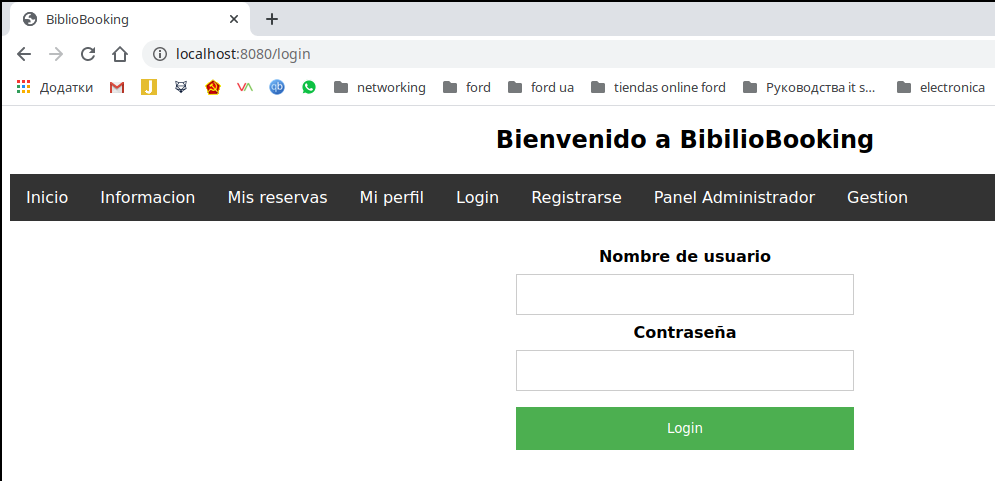 BiblioBooking
localhost:8080/login
Додатки networking ford ford ua tiendas online ford Руководства it s... electronica
Bienvenido a BibilioBooking
Inicio Informacion Mis reservas Mi perfil Login Registrarse Panel Administrador Gestion
Nombre de usuario
Contraseña
Login